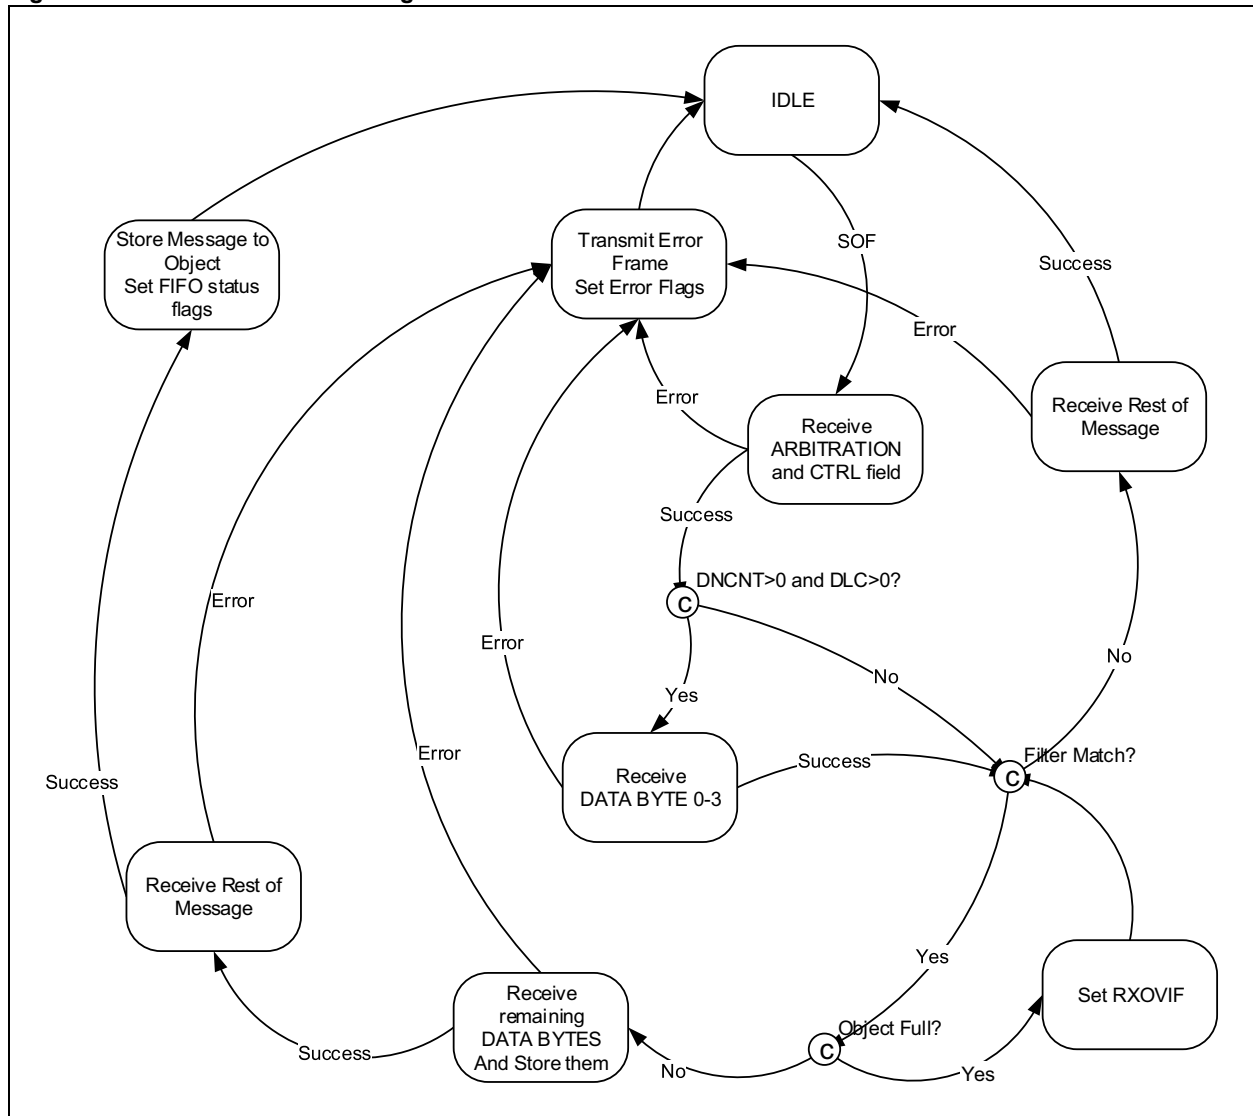 IDLE
Store Message to
Object
Set FIFO status
flags
Transmit Error
Frame
Set Error Flags
SOF
Success
Error
Receive Rest of
Message
Error
Receive
ARBITRATION
and CTRL field
Success
DNCNT>0 and DLC>0?
C
Error
Error
No
No
Yes
Error
Filter Match?
C
Success
Success
Receive
DATA BYTE 0-3
Receive Rest of
Message
Yes
Set RXOVIF
Receive
remaining
DATA BYTES
And Store them
Object Full?
C
Success
No
Yes